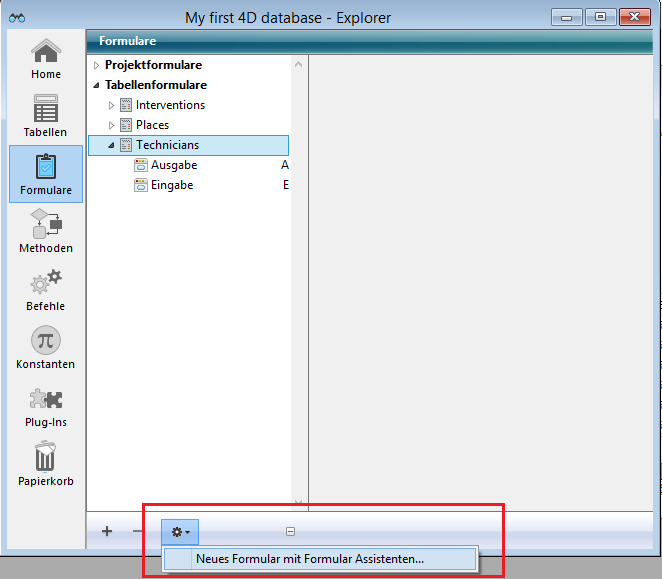 My first 4D database - Explorer
Home
Tabellen
Formulare
Methoden
Befehle
π
Konstanten
Plug-Ins
Papierkorb
Formulare
Projektformulare
Tabellenformulare
Interventions
Places
Technicians
Ausgabe A
Eingabe E
Neues Formular mit Formular Assistenten...